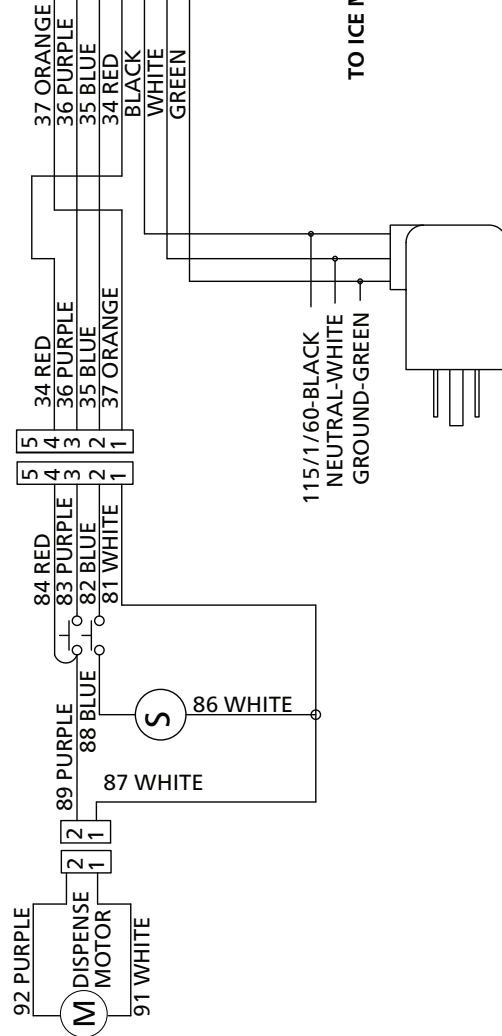 37 ORANGE
36 PURPLE
35 BLUE
34 RED
BLACK
WHITE
GREEN
TO ICE
34 RED
36 PURPLE
35 BLUE
37 ORANGE
5 4 3 2 1
5 4 3 2 1
115/1/60-BLACK
NEUTRAL-WHITE
GROUND-GREEN
84 RED
83 PURPLE
82 BLUE
81 WHITE
89 PURPLE
88 BLUE
S
86 WHITE
87 WHITE
2 1
2 1
92 PURPLE
M
DISPENSE
MOTOR
91 WHITE